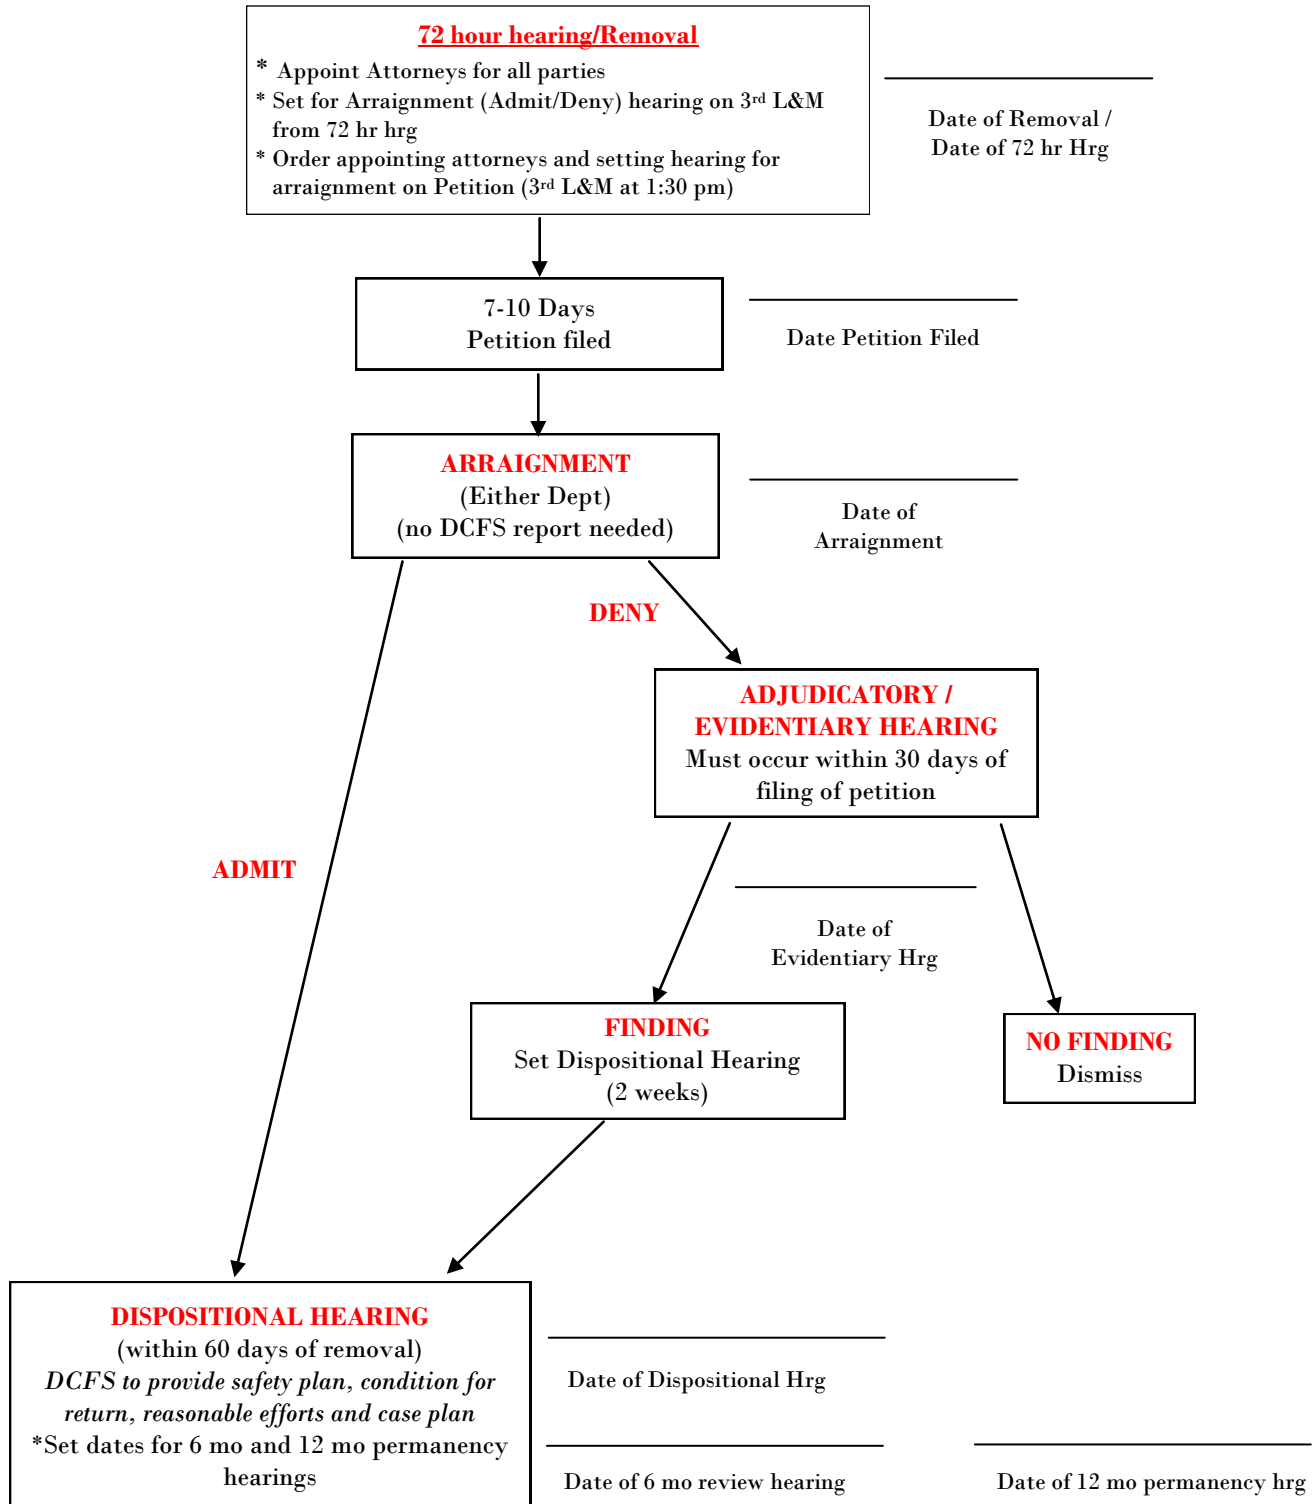 72 hour hearing/Removal
* Appoint Attorneys for all parties
* Set for Arraignment (Admit/Deny) hearing on 3rd L&M
from 72 hr hrg
* Order appointing attorneys and setting hearing for
arraignment on Petition (3rd L&M at 1:30 pm)
Date of Removal /
Date of 72 hr Hrg
7-10 Days
Petition filed
Date Petition Filed
ARRAIGNMENT
(Either Dept)
(no DCFS report needed)
Date of
Arraignment
DENY
ADJUDICATORY /
EVIDENTIARY HEARING
Must occur within 30 days of
filing of petition
ADMIT
Date of
Evidentiary Hrg
FINDING
Set Dispositional Hearing
(2 weeks)
NO FINDING
Dismiss
DISPOSITIONAL HEARING
(within 60 days of removal)
DCFS to provide safety plan, condition for
return, reasonable efforts and case plan
*Set dates for 6 mo and 12 mo permanency
hearings
Date of Dispositional Hrg
Date of 6 mo review hearing
Date of 12 mo permanency hrg